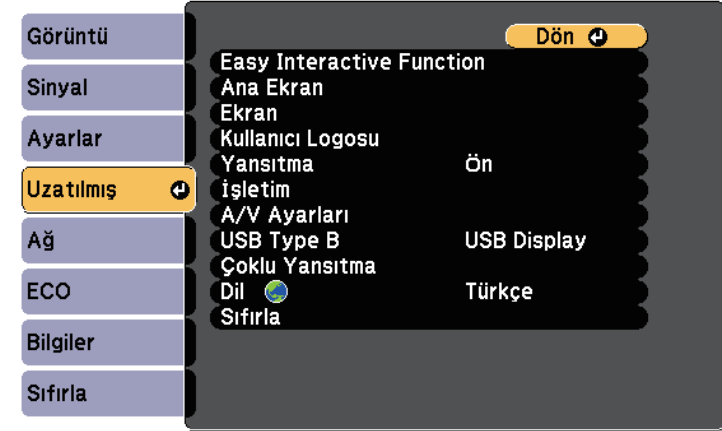 Görüntü
Sinyal
Ayarlar
Uzatılmış
Ağ
ECO
Bilgiler
Sıfırla
Dön
Easy Interactive Function
Ana Ekran
Ekran
Kullanıcı Logosu
Yansıtma Ön
İşletim
A/V Ayarları
USB Type B USB Display
Çoklu Yansıtma
Dil Türkçe
Sıfırla